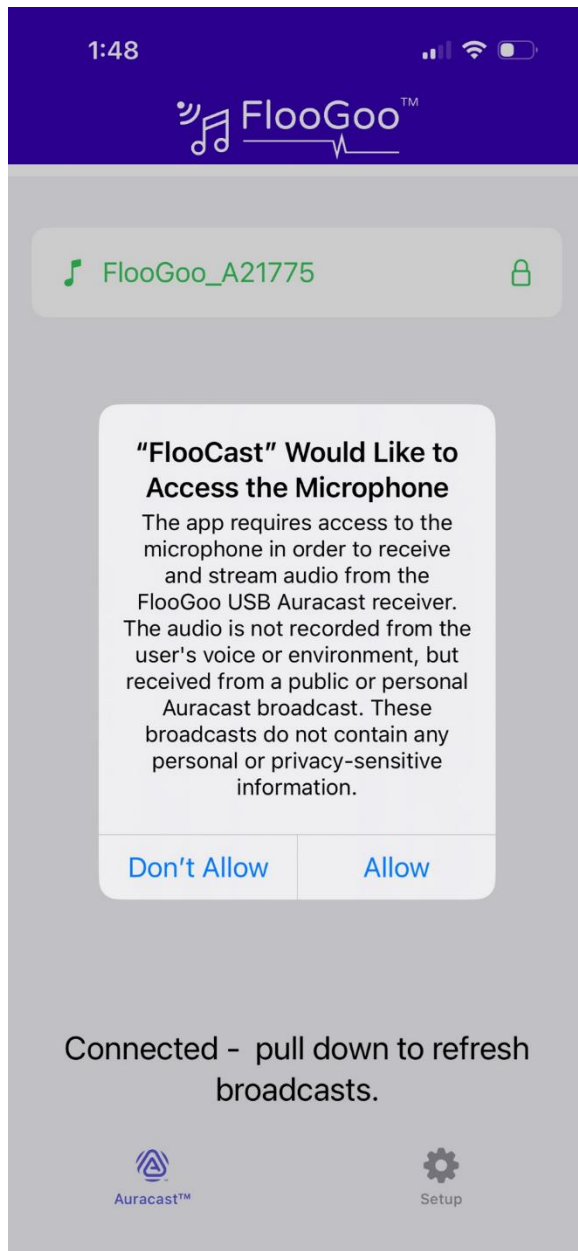 1:48
FlooGoo™
FlooGoo_A21775
“FlooCast” Would Like to
Access the Microphone
The app requires access to the
microphone in order to receive
and stream audio from the
FlooGoo USB Auracast receiver.
The audio is not recorded from the
user's voice or environment, but
received from a public or personal
Auracast broadcast. These
broadcasts do not contain any
personal or privacy-sensitive
information.
Don’t Allow Allow
Connected - pull down to refresh
broadcasts.
Auracast™ Setup